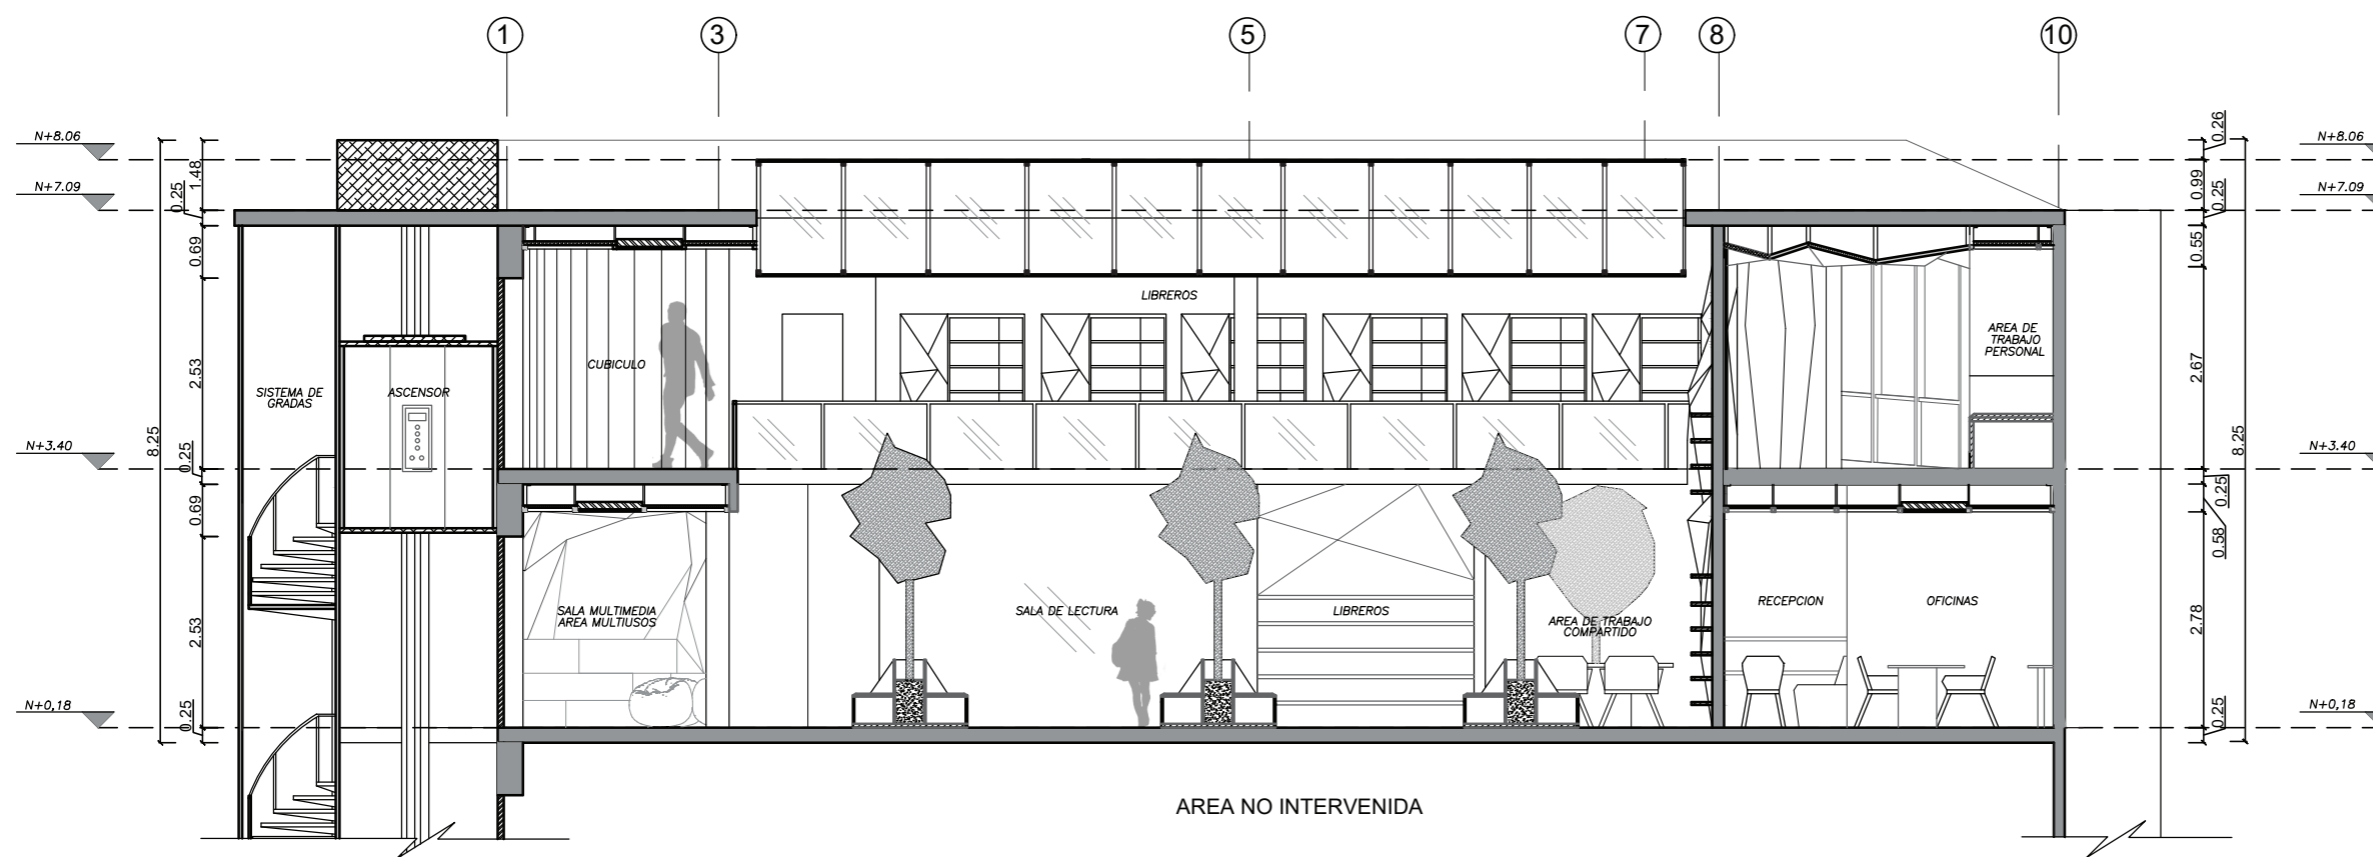 1
3
5
7
8
10
N+8.06
N+7.09
N+3.40
N+0,18
8.25
1.48
0.25
0.69
2.53
0.25
0.69
2.53
0.25
LIBREROS
CUBICULO
SISTEMA DE
GRADAS
ASCENSOR
AREA DE
TRABAJO
PERSONAL
SALA MULTIMEDIA
AREA MULTIUSOS
SALA DE LECTURA
LIBREROS
AREA DE TRABAJO
COMPARTIDO
RECEPCION
OFICINAS
AREA NO INTERVENIDA
0.26
0.99
0.25
0.55
2.67
0.25
0.58
2.78
0.25
8.25
N+8.06
N+7.09
N+3.40
N+0,18